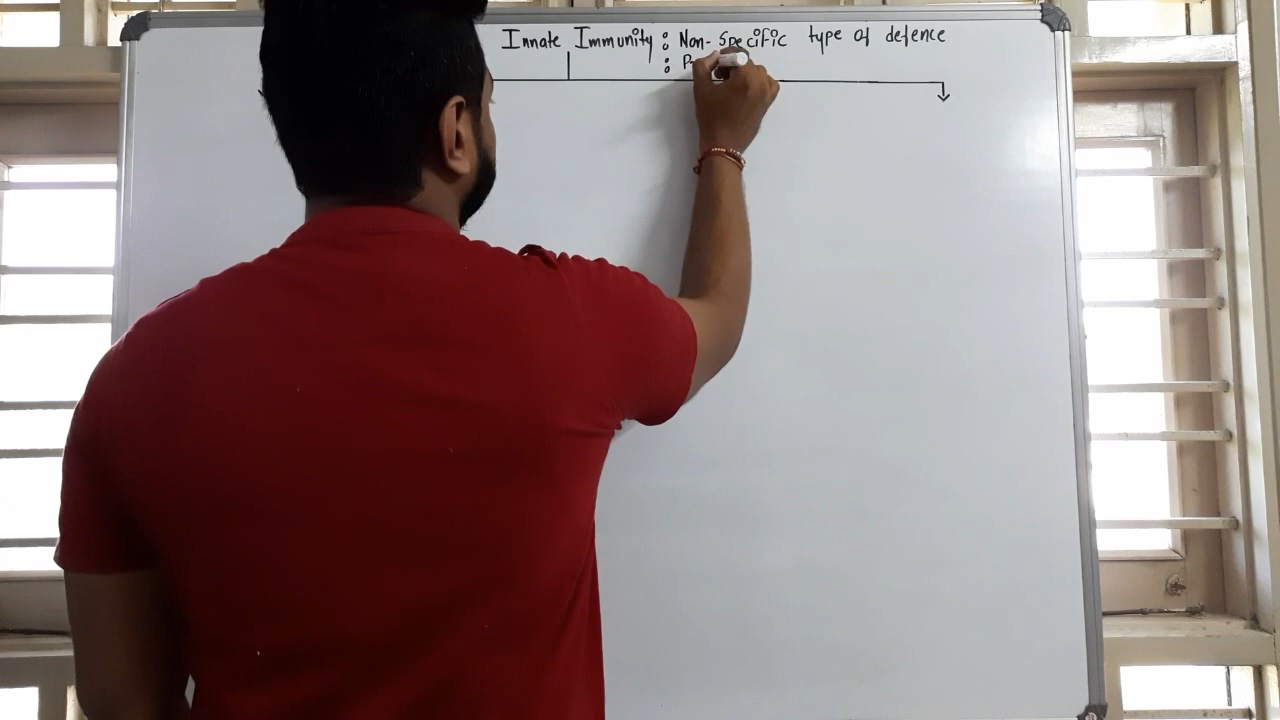 Innate Immunity : Non-Specific type of defence
: